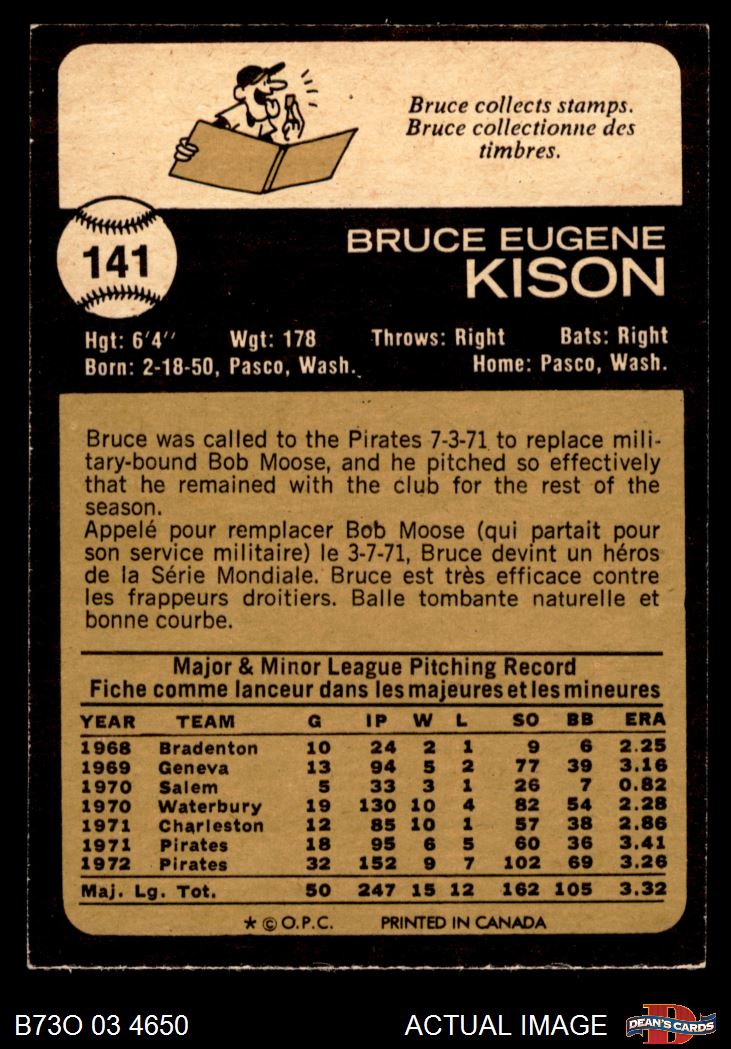 Bruce collects stamps.
Bruce collectionne des
timbres.
141
BRUCE EUGENE
KISON
Hgt: 6'4'' Wgt: 178 Throws: Right Bats: Right
Born: 2-18-50, Pasco, Wash. Home: Pasco, Wash.
Bruce was called to the Pirates 7-3-71 to replace mili-
tary-bound Bob Moose, and he pitched so effectively
that he remained with the club for the rest of the
season.
Appelé pour remplacer Bob Moose (qui partait pour
son service militaire) le 3-7-71, Bruce devint un héros
de la Série Mondiale. Bruce est très efficace contre
les frappeurs droitiers. Balle tombante naturelle et
bonne courbe.
Major & Minor League Pitching Record
Fiche comme lanceur dans les majeures et les mineures
YEAR TEAM G IP W L SO BB ERA
1968 Bradenton 10 24 2 1 9 6 2.25
1969 Geneva 13 94 5 2 77 39 3.16
1970 Salem 5 33 3 1 26 7 0.82
1970 Waterbury 19 130 10 4 82 54 2.28
1971 Charleston 12 85 10 1 57 38 2.86
1971 Pirates 18 95 6 5 60 36 3.41
1972 Pirates 32 152 9 7 102 69 3.26
Maj. Lg. Tot. 50 247 15 12 162 105 3.32
* © O.P.C. PRINTED IN CANADA
B73O 03 4650 ACTUAL IMAGE DEAN'S CARDS